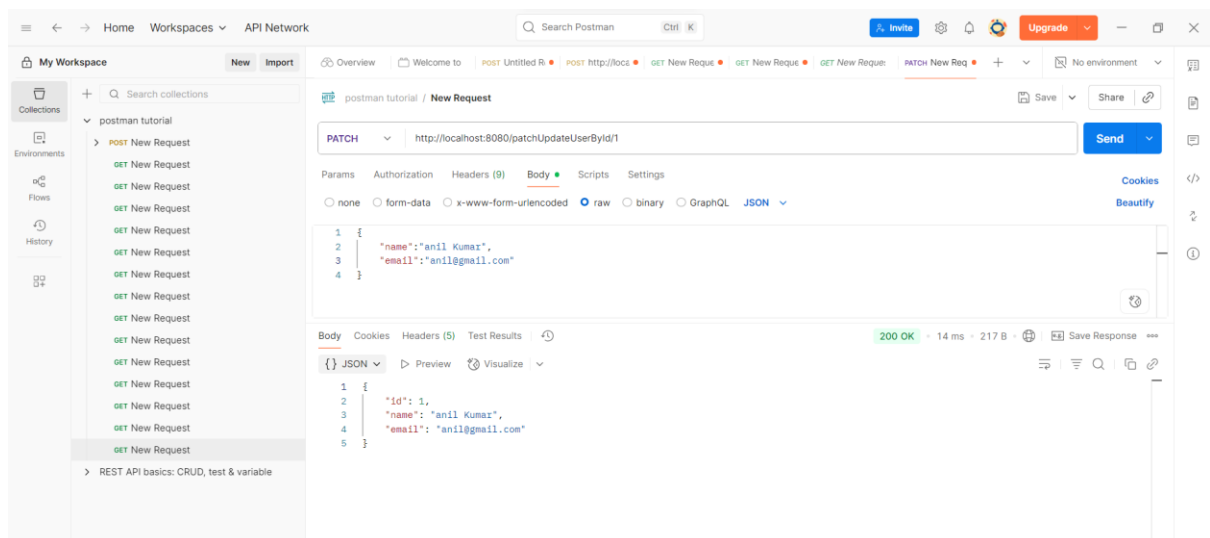 Home Workspaces API Network Search Postman Ctrl K Invite Upgrade
My Workspace New Import
Overview Welcome to POST Untitled R POST http://loca GET New Reque GET New Reque GET New Reque PATCH New Req No environment
Collections
Environments
Flows
History
Search collections
postman tutorial
POST New Request
GET New Request
GET New Request
GET New Request
GET New Request
GET New Request
GET New Request
GET New Request
GET New Request
GET New Request
GET New Request
GET New Request
GET New Request
GET New Request
GET New Request
REST API basics: CRUD, test & variable
HTTP postman tutorial / New Request Save Share
PATCH http://localhost:8080/patchUpdateUserById/1 Send
Params Authorization Headers (9) Body Scripts Settings Cookies
none form-data x-www-form-urlencoded raw binary GraphQL JSON Beautify
1 {
2 "name":"anil Kumar",
3 "email":"anil@gmail.com"
4 }
Body Cookies Headers (5) Test Results 200 OK 14 ms 217 B Save Response
{} JSON Preview Visualize
1 {
2 "id": 1,
3 "name": "anil Kumar",
4 "email": "anil@gmail.com"
5 }